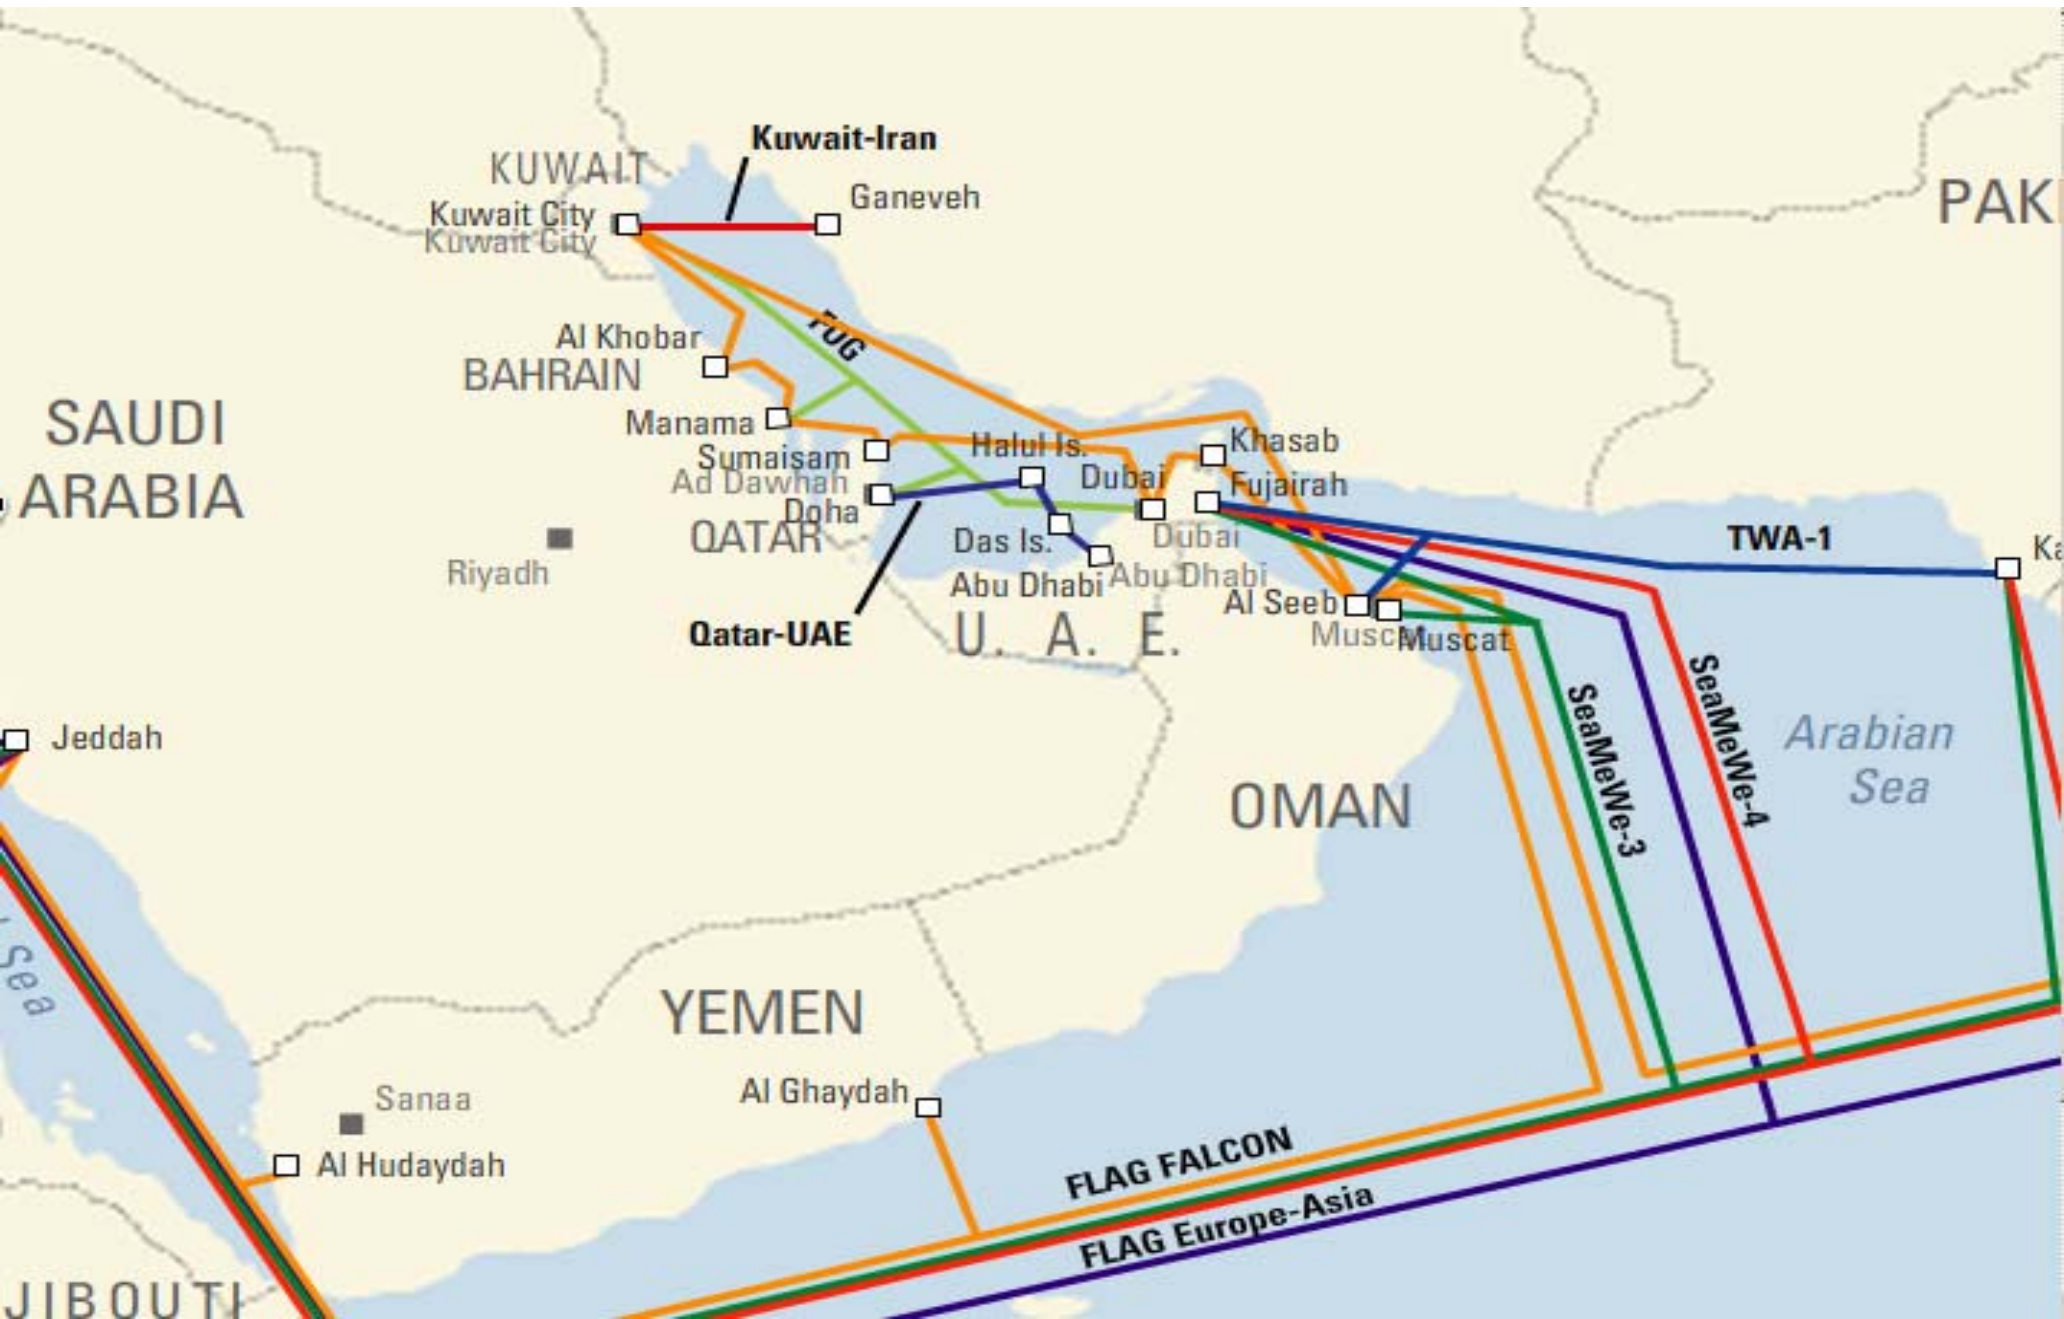 Kuwait-Iran
KUWAIT
Ganeveh
PAK
Kuwait City
Kuwait City
FOG
Al Khobar
BAHRAIN
SAUDI
ARABIA
Manama
Sumaisam
Ad Dawhah
Doha
QATAR
Halul Is.
Dubai
Khasab
Fujairah
Das Is.
Dubai
Abu Dhabi
Abu Dhabi
Riyadh
Qatar-UAE
U. A. E.
Al Seeb
Muscat
Muscat
TWA-1
Ka
SeaMeWe-3
SeaMeWe-4
Arabian
Sea
Jeddah
OMAN
Sea
YEMEN
Al Ghaydah
Sanaa
Al Hudaydah
FLAG FALCON
FLAG Europe-Asia
JIBOUTI